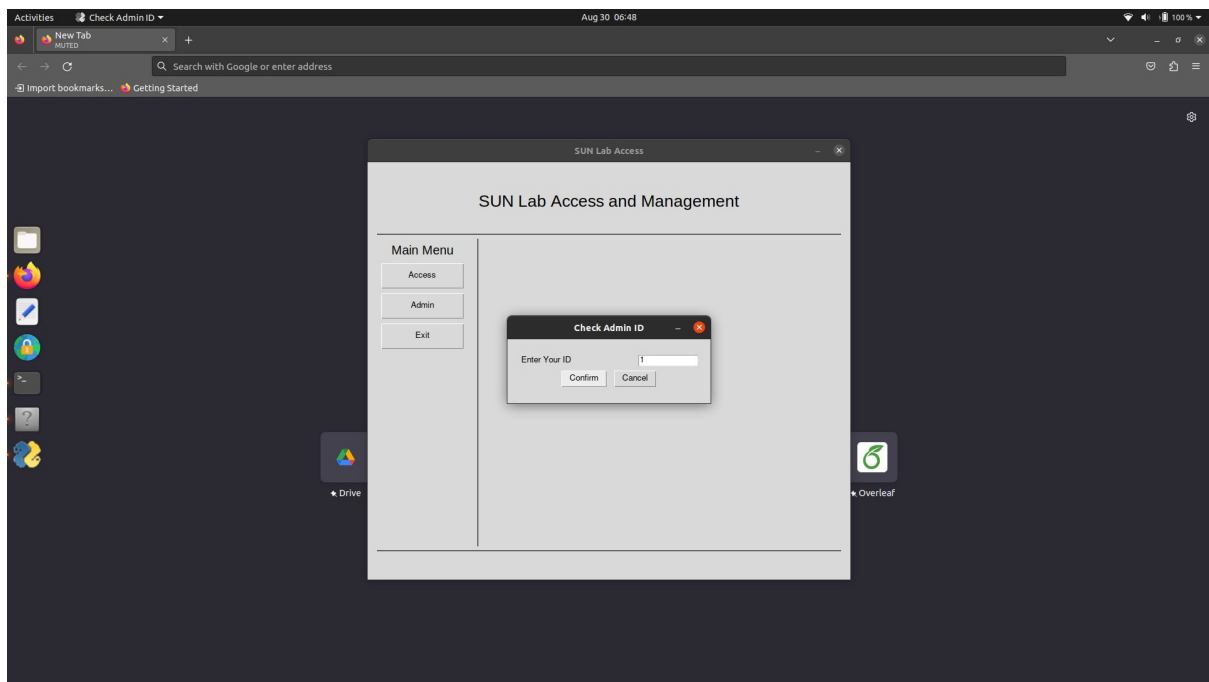 Activities Check Admin ID Aug 30 06:48 100 %
New Tab
MUTED
Search with Google or enter address
Import bookmarks... Getting Started
SUN Lab Access
SUN Lab Access and Management
Main Menu
Access
Admin
Exit
Check Admin ID
Enter Your ID 1
Confirm Cancel
Drive
Overleaf